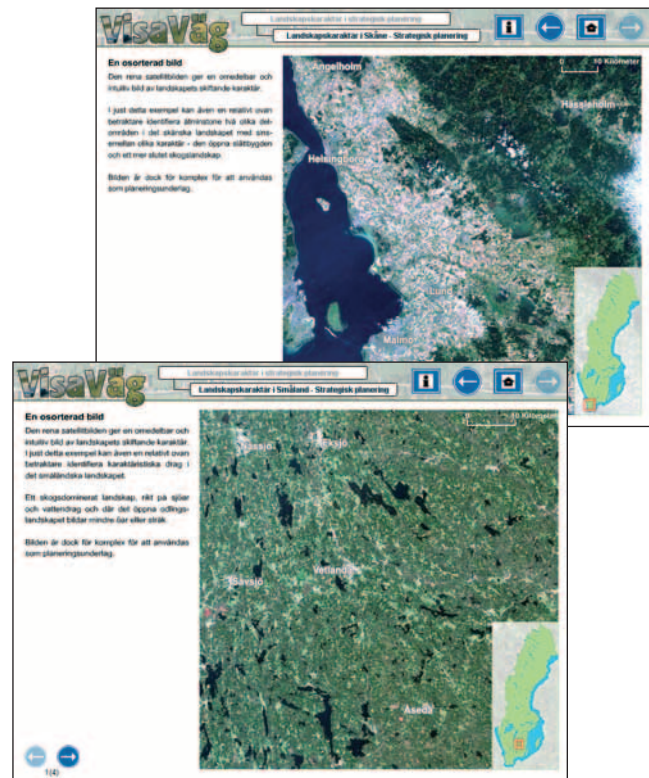 VisaVäg
Landskapskaraktär i strategisk planering
Landskapskaraktär i Skåne - Strategisk planering
En osorterad bild
Den rena satellitbilden ger en omedelbar och
intuitiv bild av landskapets skiftande karaktär.
I just detta exempel kan även en relativt ovan
betraktare identifiera åtminstone två olika del-
områden i det skånska landskapet med sins-
emellan olika karaktär - den öppna slättbygden
och ett mer slutet skogslandskap.
Bilden är dock för komplex för att användas
som planeringsunderlag.
0 10 Kilometer
Ängelholm
Hässleholm
Helsingborg
Lund
Malmö
VisaVäg
Landskapskaraktär i strategisk planering
Landskapskaraktär i Småland - Strategisk planering
En osorterad bild
Den rena satellitbilden ger en omedelbar och
intuitiv bild av landskapets skiftande karaktär.
I just detta exempel kan även en relativt ovan
betraktare identifiera karaktäristiska drag i
det småländska landskapet.
Ett skogsdominerat landskap, rikt på sjöar
och vattendrag och där det öppna odlings-
landskapet bildar mindre öar eller stråk.
Bilden är dock för komplex för att användas
som planeringsunderlag.
0 10 Kilometer
Nässjö
Eksjö
Vetlanda
Sävsjö
Åseda
1(4)